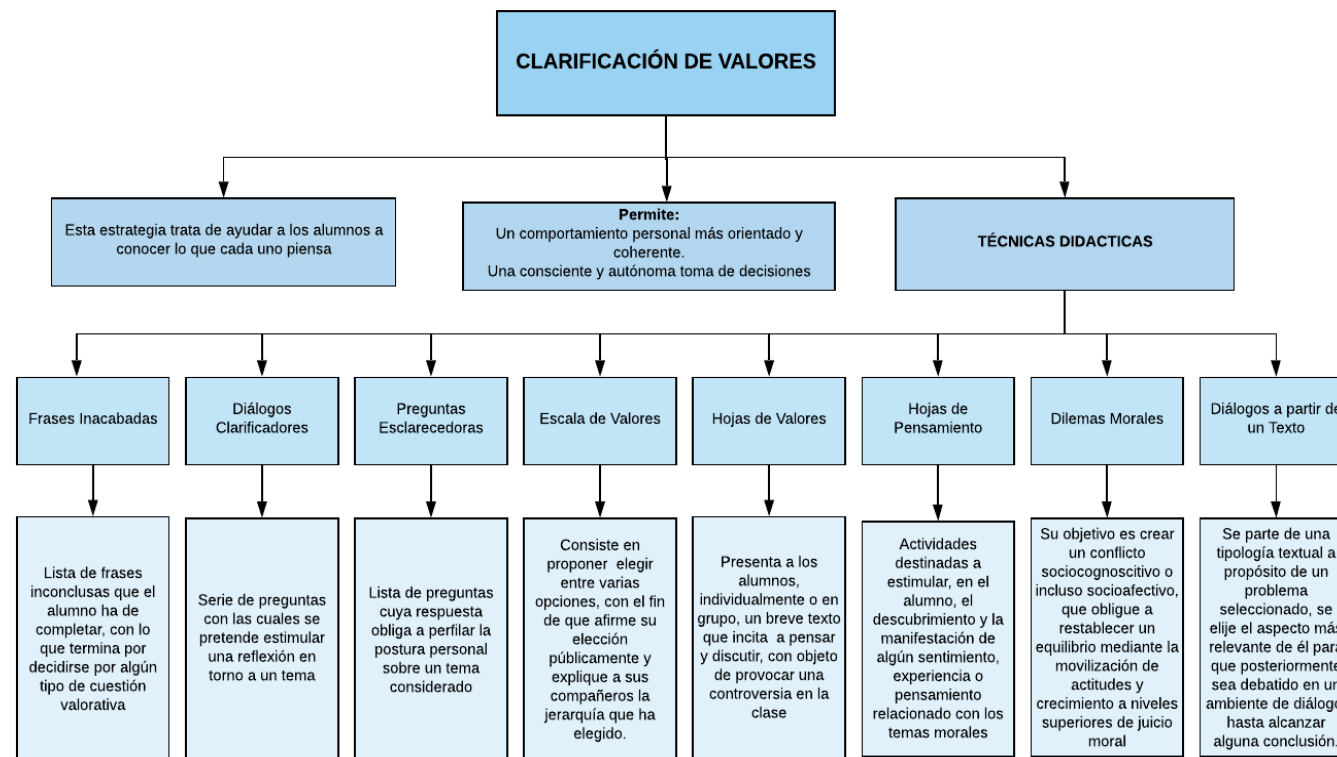 CLARIFICACIÓN DE VALORES
Esta estrategia trata de ayudar a los alumnos a
conocer lo que cada uno piensa
Permite:
Un comportamiento personal más orientado y
coherente.
Una consciente y autónoma toma de decisiones
TÉCNICAS DIDACTICAS
Frases Inacabadas
Diálogos
Clarificadores
Preguntas
Esclarecedoras
Escala de Valores
Hojas de Valores
Hojas de
Pensamiento
Dilemas Morales
Diálogos a partir de
un Texto
Lista de frases
inconclusas que el
alumno ha de
completar, con lo
que termina por
decidirse por algún
tipo de cuestión
valorativa
Serie de preguntas
con las cuales se
pretende estimular
una reflexión en
torno a un tema
Lista de preguntas
cuya respuesta
obliga a perfilar la
postura personal
sobre un tema
considerado
Consiste en
proponer elegir
entre varias
opciones, con el fin
de que afirme su
elección
públicamente y
explique a sus
compañeros la
jerarquía que ha
elegido.
Presenta a los
alumnos,
individualmente o en
grupo, un breve texto
que incita a pensar
y discutir, con objeto
de provocar una
controversia en la
clase
Actividades
destinadas a
estimular, en el
alumno, el
descubrimiento y la
manifestación de
algún sentimiento,
experiencia o
pensamiento
relacionado con los
temas morales
Su objetivo es crear
un conflicto
sociocognoscitivo o
incluso socioafectivo,
que obligue a
restablecer un
equilibrio mediante la
movilización de
actitudes y
crecimiento a niveles
superiores de juicio
moral
Se parte de una
tipología textual a
propósito de un
problema
seleccionado, se
elije el aspecto más
relevante de él para
que posteriormente
sea debatido en un
ambiente de diálogo
hasta alcanzar
alguna conclusión.